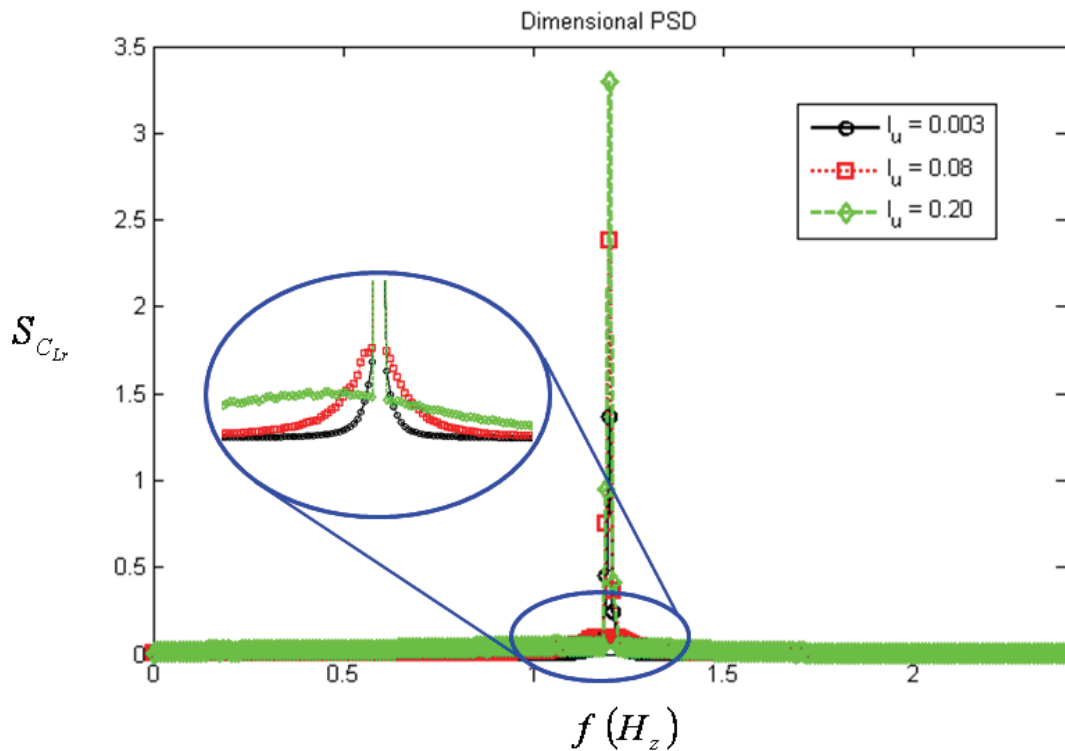 Dimensional PSD
3.5
3
2.5
2
1.5
1
0.5
0
S_{C_{Lr}}
I_u = 0.003
I_u = 0.08
I_u = 0.20
0 0.5 1 1.5 2
f (H_z)